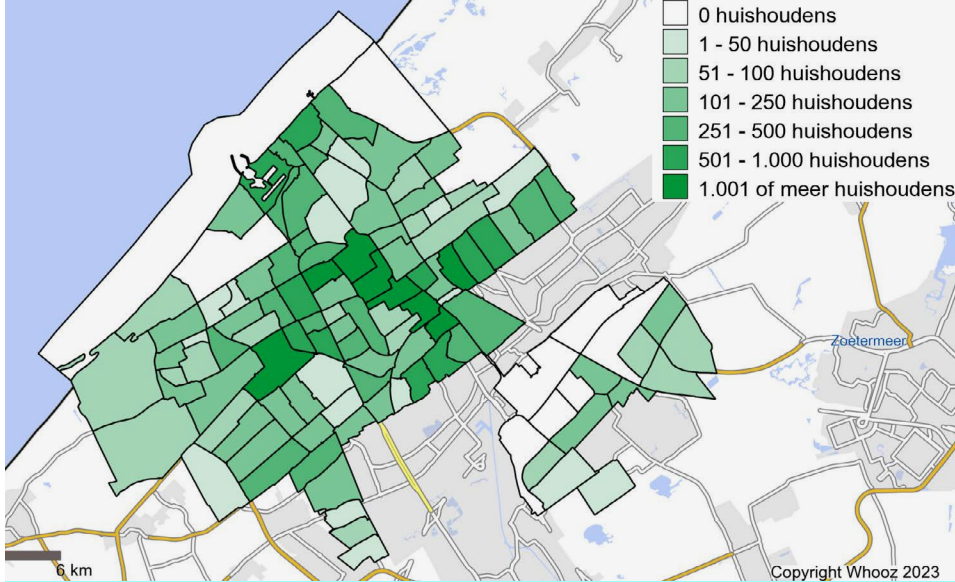 0 huishoudens
1 - 50 huishoudens
51 - 100 huishoudens
101 - 250 huishoudens
251 - 500 huishoudens
501 - 1.000 huishoudens
1.001 of meer huishoudens
Zoetermeer
6 km
Copyright Whooz 2023